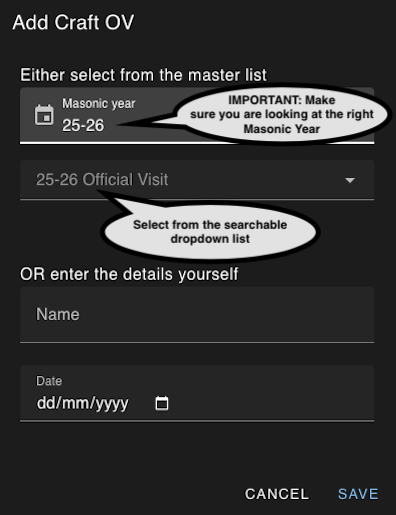 Add Craft OV
Either select from the master list
Masonic year
25-26
IMPORTANT: Make
sure you are looking at the right
Masonic Year
25-26 Official Visit
Select from the searchable
dropdown list
OR enter the details yourself
Name
Date
dd/mm/yyyy
CANCEL SAVE